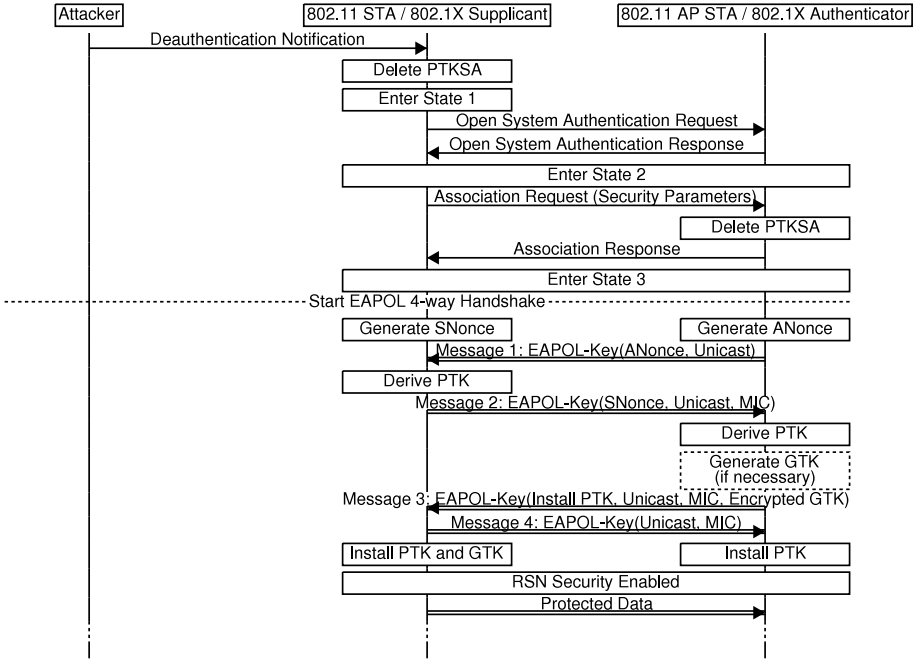 Attacker
802.11 STA / 802.1X Supplicant
802.11 AP STA / 802.1X Authenticator
Deauthentication Notification
Delete PTKSA
Enter State 1
Open System Authentication Request
Open System Authentication Response
Enter State 2
Association Request (Security Parameters)
Delete PTKSA
Association Response
Enter State 3
Start EAPOL 4-way Handshake
Generate SNonce
Generate ANonce
Message 1: EAPOL-Key(ANonce, Unicast)
Derive PTK
Message 2: EAPOL-Key(SNonce, Unicast, MIC)
Derive PTK
Generate GTK
(if necessary)
Message 3: EAPOL-Key(Install PTK, Unicast, MIC, Encrypted GTK)
Message 4: EAPOL-Key(Unicast, MIC)
Install PTK and GTK
Install PTK
RSN Security Enabled
Protected Data